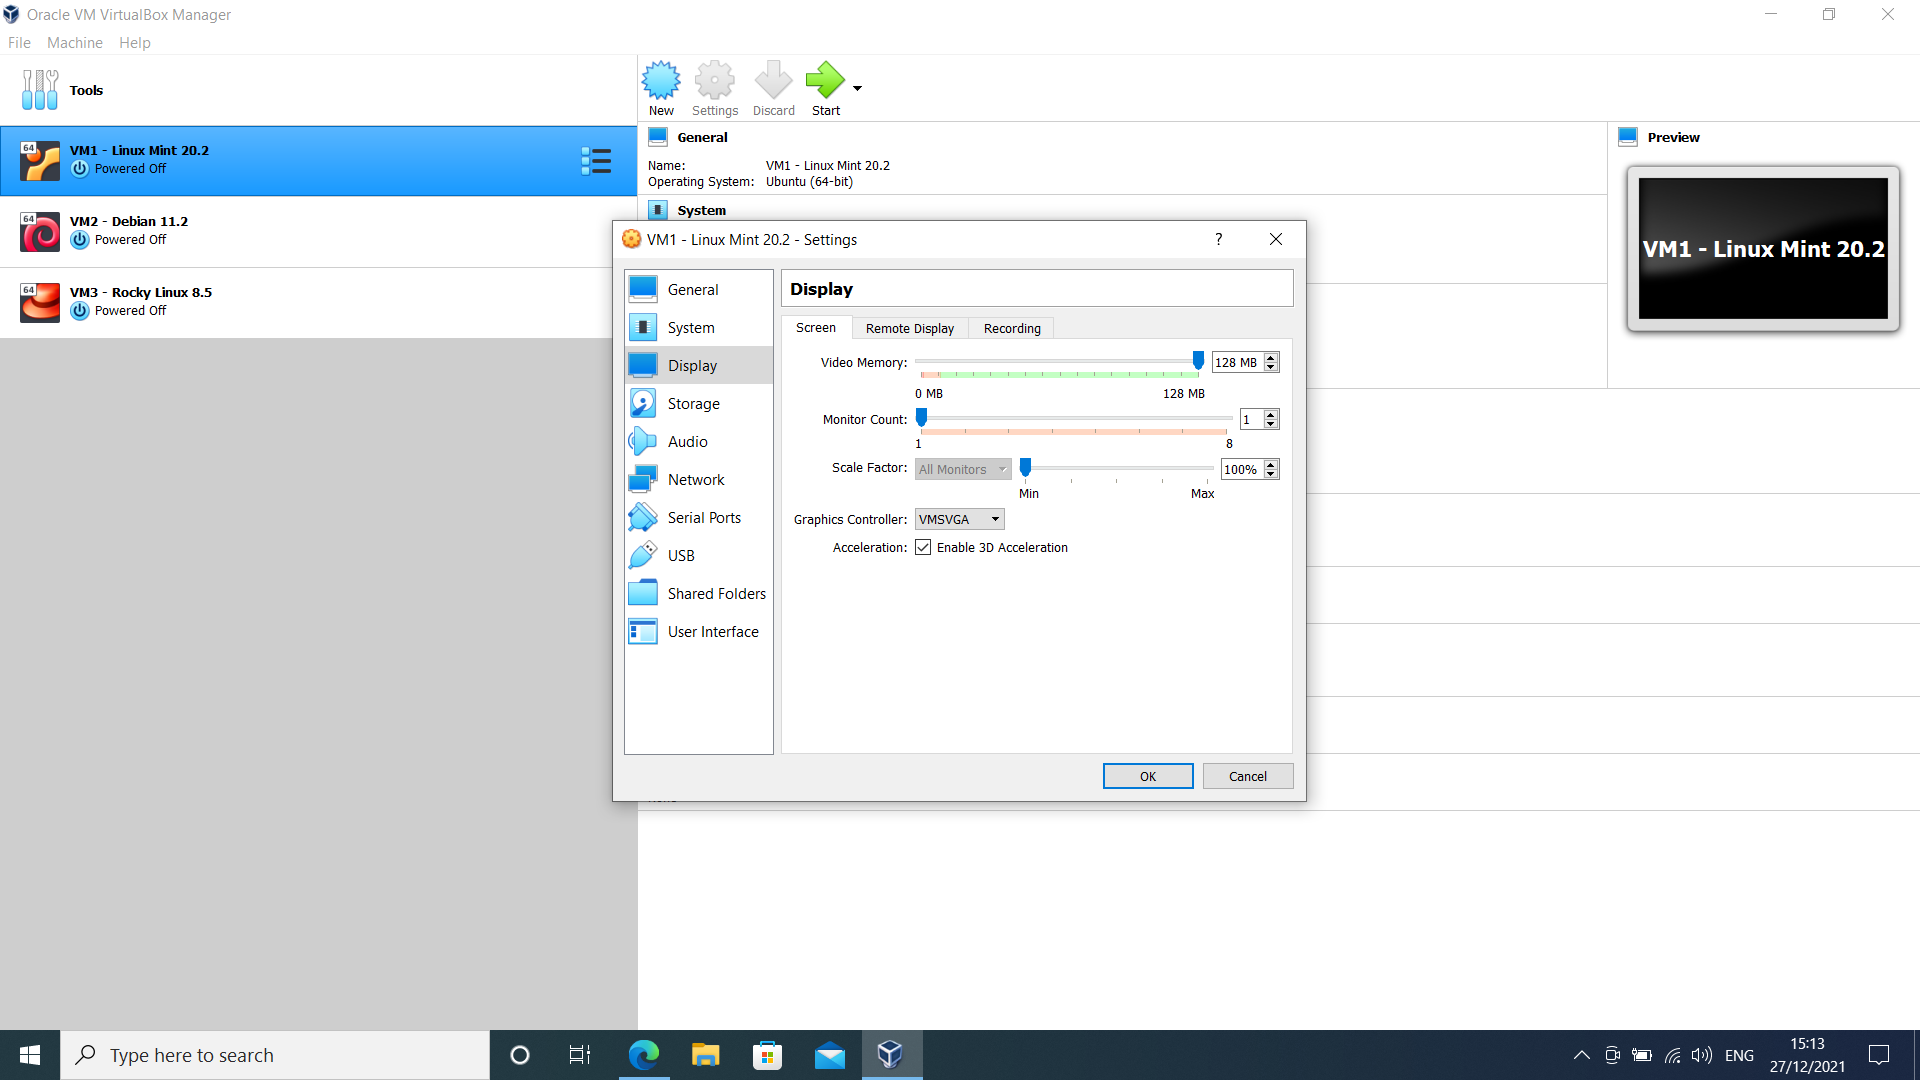 Oracle VM VirtualBox Manager
File Machine Help
Tools
64
VM1 - Linux Mint 20.2
Powered Off
64
VM2 - Debian 11.2
Powered Off
64
VM3 - Rocky Linux 8.5
Powered Off
New Settings Discard Start
General
Name: VM1 - Linux Mint 20.2
Operating System: Ubuntu (64-bit)
System
Preview
VM1 - Linux Mint 20.2
VM1 - Linux Mint 20.2 - Settings
?
General
System
Display
Storage
Audio
Network
Serial Ports
USB
Shared Folders
User Interface
Display
Screen Remote Display Recording
Video Memory: 128 MB
0 MB 128 MB
Monitor Count: 1
1 8
Scale Factor: All Monitors 100%
Min Max
Graphics Controller: VMSVGA
Acceleration: Enable 3D Acceleration
OK Cancel
Type here to search
ENG
15:13
27/12/2021